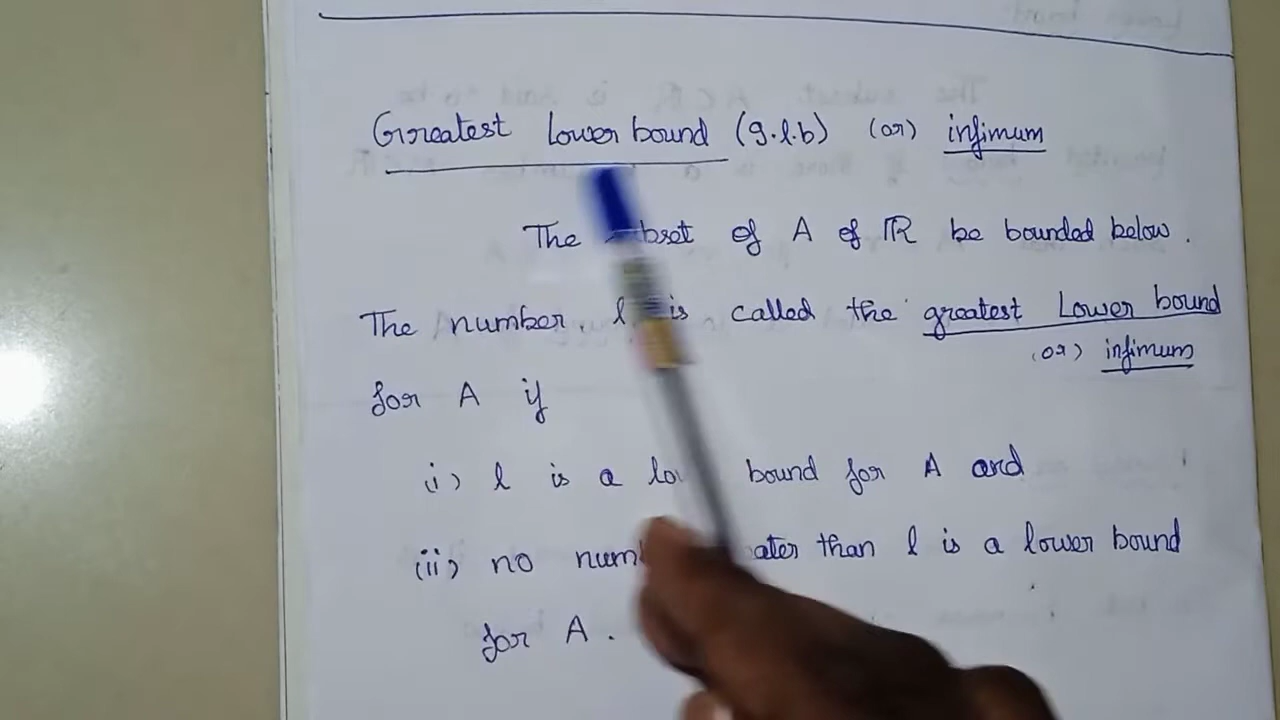 Greatest Lower bound (g.l.b) (or) infimum
The subset of A of ℝ be bounded below.
The number l is called the greatest Lower bound
(or) infimum
for A if
(i) l is a bound for A and
(ii) no than l is a lower bound
for A.